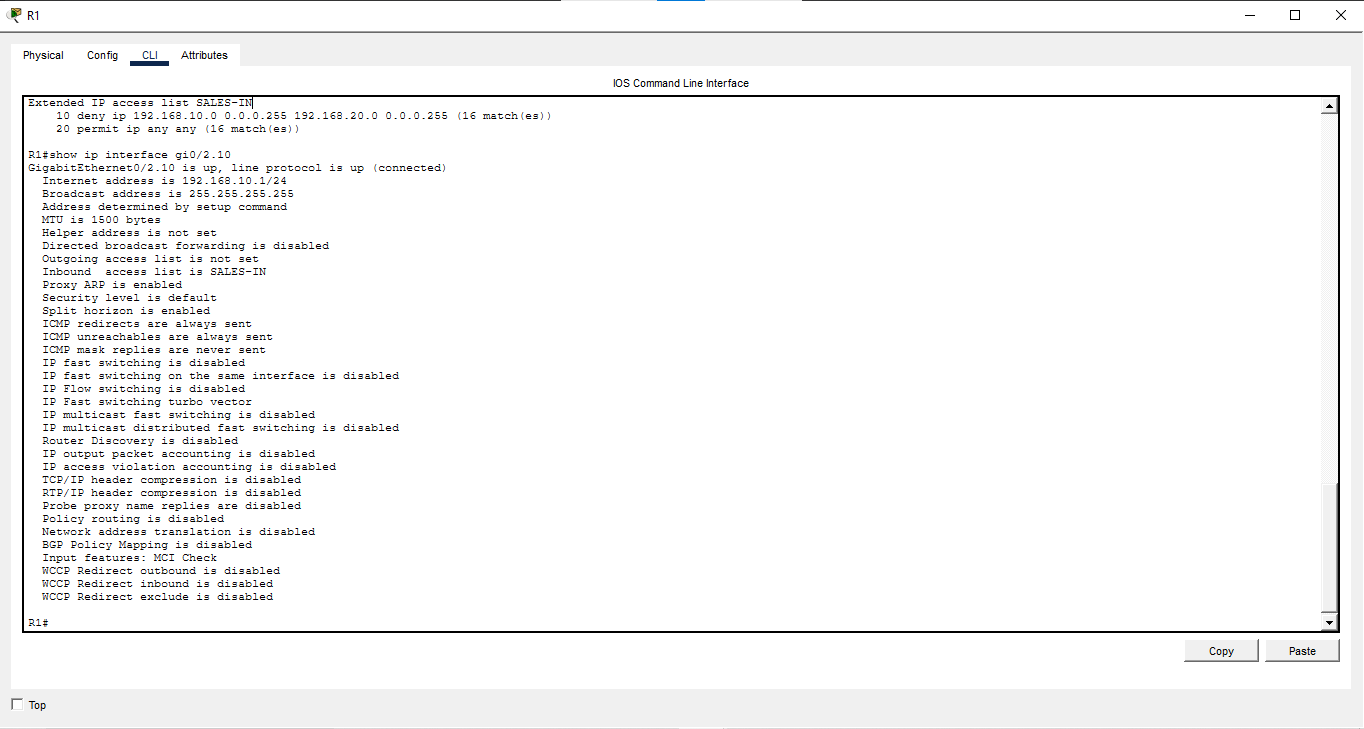 R1
Physical Config CLI Attributes
IOS Command Line Interface
Extended IP access list SALES-IN
    10 deny ip 192.168.10.0 0.0.0.255 192.168.20.0 0.0.0.255 (16 match(es))
    20 permit ip any any (16 match(es))
R1#show ip interface gi0/2.10
GigabitEthernet0/2.10 is up, line protocol is up (connected)
  Internet address is 192.168.10.1/24
  Broadcast address is 255.255.255.255
  Address determined by setup command
  MTU is 1500 bytes
  Helper address is not set
  Directed broadcast forwarding is disabled
  Outgoing access list is not set
  Inbound  access list is SALES-IN
  Proxy ARP is enabled
  Security level is default
  Split horizon is enabled
  ICMP redirects are always sent
  ICMP unreachables are always sent
  ICMP mask replies are never sent
  IP fast switching is disabled
  IP fast switching on the same interface is disabled
  IP Flow switching is disabled
  IP Fast switching turbo vector
  IP multicast fast switching is disabled
  IP multicast distributed fast switching is disabled
  Router Discovery is disabled
  IP output packet accounting is disabled
  IP access violation accounting is disabled
  TCP/IP header compression is disabled
  RTP/IP header compression is disabled
  Probe proxy name replies are disabled
  Policy routing is disabled
  Network address translation is disabled
  BGP Policy Mapping is disabled
  Input features: MCI Check
  WCCP Redirect outbound is disabled
  WCCP Redirect inbound is disabled
  WCCP Redirect exclude is disabled
R1#
Copy Paste
Top